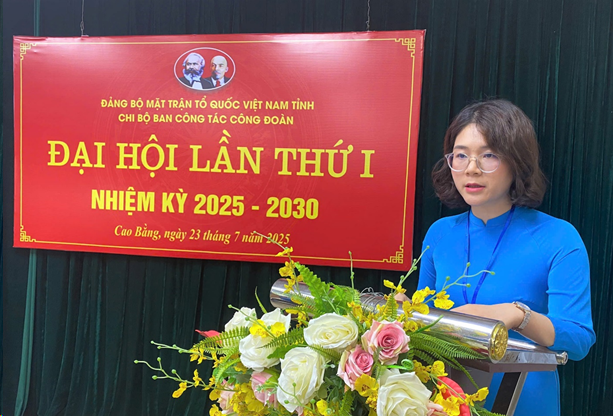 ĐẢNG BỘ MẶT TRẬN TỔ QUỐC VIỆT NAM TỈNH
CHI BỘ BAN CÔNG TÁC CÔNG ĐOÀN
ĐẠI HỘI LẦN THỨ I
NHIỆM KỲ 2025 - 2030
Cao Bằng, ngày 23 tháng 7 năm 2025